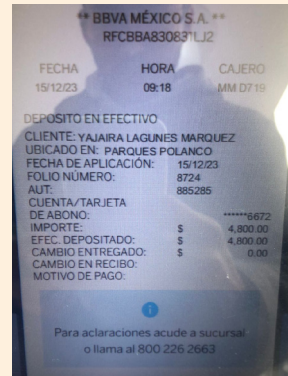 ** BBVA MÉXICO S.A. **
RFCBBA830831LJ2
FECHA HORA CAJERO
15/12/23 09:18 MM D719
DEPOSITO EN EFECTIVO
CLIENTE: YAJAIRA LAGUNES MARQUEZ
UBICADO EN: PARQUES POLANCO
FECHA DE APLICACIÓN: 15/12/23
FOLIO NÚMERO: 8724
AUT: 885285
CUENTA/TARJETA
DE ABONO: ******6672
IMPORTE: $ 4,800.00
EFEC. DEPOSITADO: $ 4,800.00
CAMBIO ENTREGADO: $ 0.00
CAMBIO EN RECIBO:
MOTIVO DE PAGO:
Para aclaraciones acude a sucursal
o llama al 800 226 2663